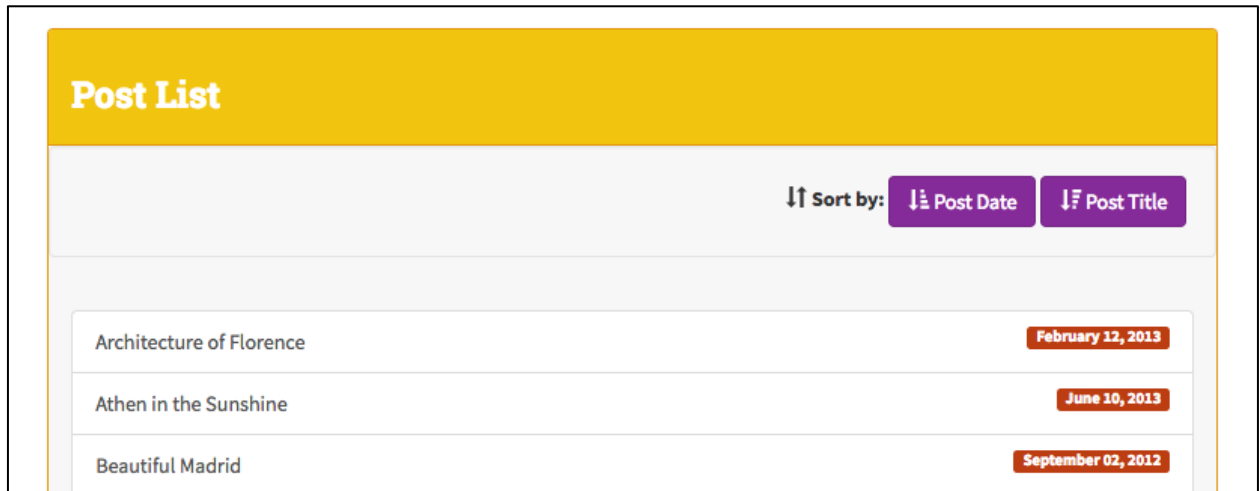 Post List
Sort by: Post Date Post Title
Architecture of Florence February 12, 2013
Athen in the Sunshine June 10, 2013
Beautiful Madrid September 02, 2012